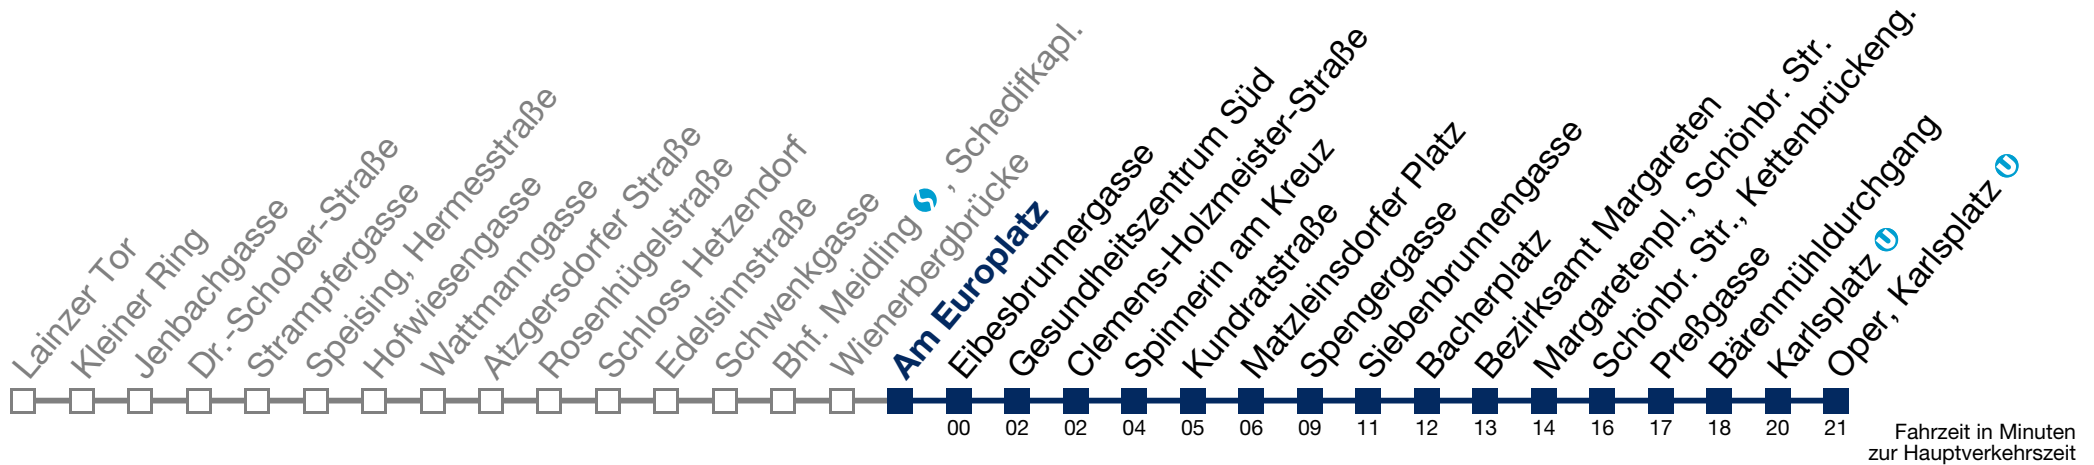 Lainzer Tor
Kleiner Ring
Jenbachgasse
Dr.-Schober-Straße
Strampfergasse
Speising, Hermesstraße
Hofwiesengasse
Wattmanngasse
Atzgersdorfer Straße
Rosenhügelstraße
Schloss Hetzendorf
Edelsinnstraße
Schwenkgasse
Bhf. Meidling S, Schedifkapl.
Wienerbergbrücke
Am Europlatz
Eibesbrunnergasse
Gesundheitszentrum Süd
Clemens-Holzmeister-Straße
Spinnerin am Kreuz
Kundratstraße
Matzleinsdorfer Platz
Spengergasse
Siebenbrunnengasse
Bacherplatz
Bezirksamt Margareten
Margaretenpl., Schönbr. Str.
Schönbr. Str., Kettenbrückeng.
Preßgasse
Bärenmühldurchgang
Karlsplatz U
Oper, Karlsplatz U
00 02 02 04 05 06 09 11 12 13 14 16 17 18 20 21
Fahrzeit in Minuten
zur Hauptverkehrszeit